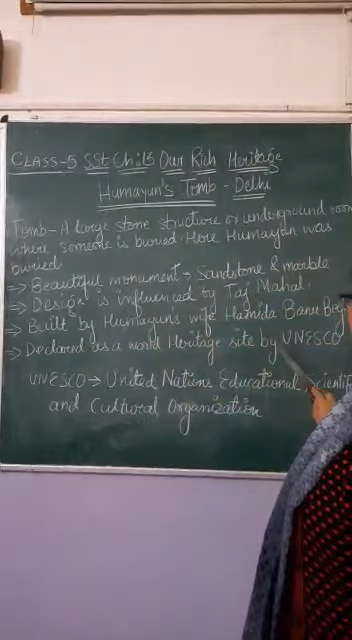 CLASS-5 SSt Ch:13 Our Rich Heritage
Humayun's Tomb - Delhi
Tomb - A large stone structure or underground room
where someone is buried. Here Humayun was
buried.
⇒ Beautiful monument → Sandstone & marble
⇒ Design is influenced by Taj Mahal.
⇒ Built by Humayun's wife Hamida Banu Beg
⇒ Declared as a world Heritage site by UNESCO
UNESCO → United Nations Educational Scientif
and Cultural Organization